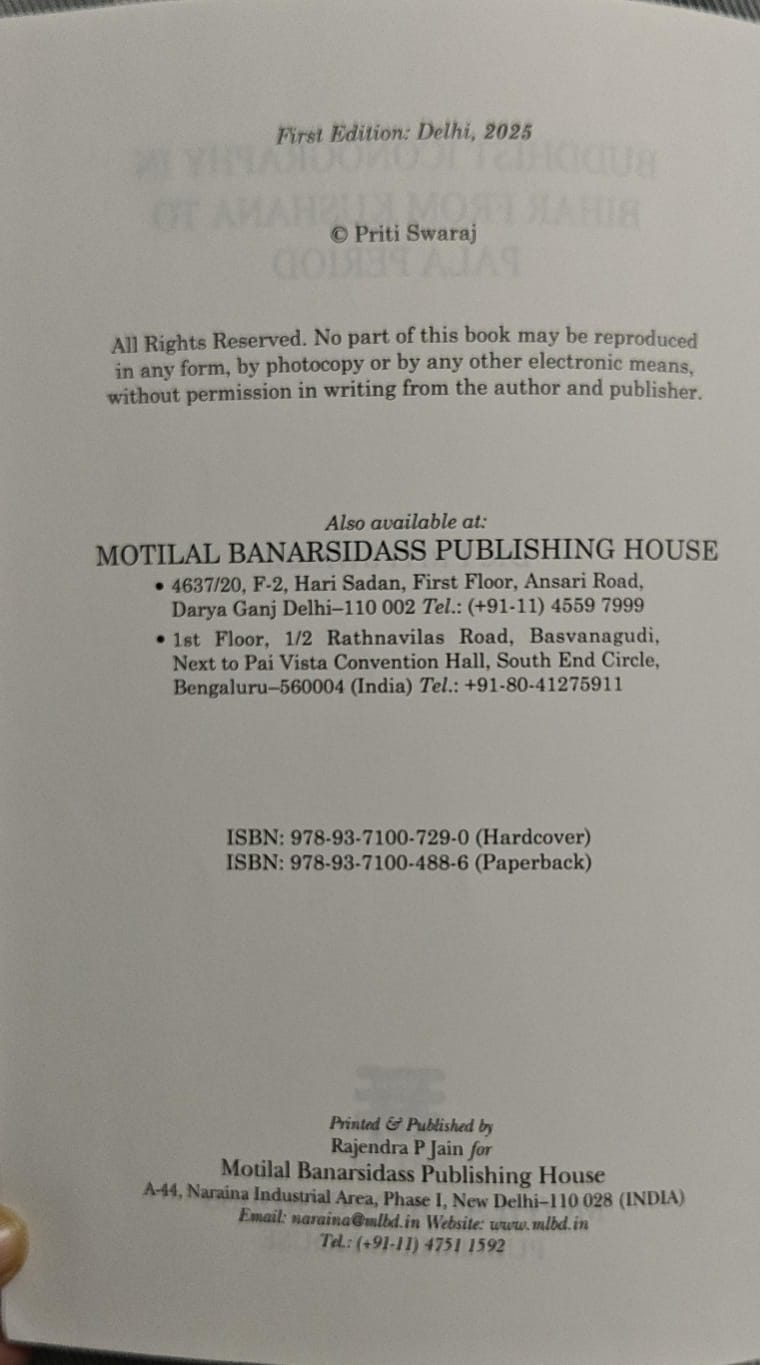 First Edition: Delhi, 2025
© Priti Swaraj
All Rights Reserved. No part of this book may be reproduced
in any form, by photocopy or by any other electronic means,
without permission in writing from the author and publisher.
Also available at:
MOTILAL BANARSIDASS PUBLISHING HOUSE
• 4637/20, F-2, Hari Sadan, First Floor, Ansari Road,
Darya Ganj Delhi–110 002 Tel.: (+91-11) 4559 7999
• 1st Floor, 1/2 Rathnavilas Road, Basvanagudi,
Next to Pai Vista Convention Hall, South End Circle,
Bengaluru–560004 (India) Tel.: +91-80-41275911
ISBN: 978-93-7100-729-0 (Hardcover)
ISBN: 978-93-7100-488-6 (Paperback)
Printed & Published by
Rajendra P Jain for
Motilal Banarsidass Publishing House
A-44, Naraina Industrial Area, Phase I, New Delhi–110 028 (INDIA)
Email: naraina@mlbd.in Website: www.mlbd.in
Tel.: (+91-11) 4751 1592